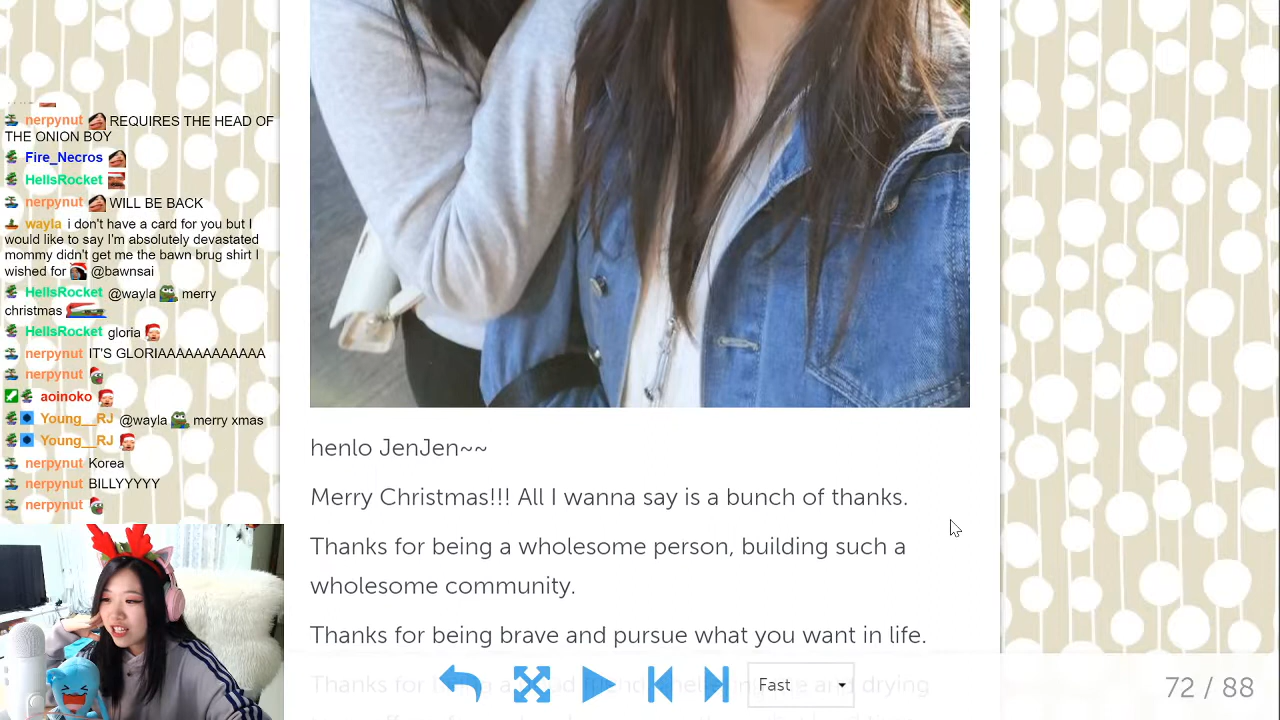 nerpynut REQUIRES THE HEAD OF
THE ONION BOY
Fire_Necros
HellsRocket
nerpynut WILL BE BACK
wayla i don't have a card for you but I
would like to say I'm absolutely devastated
mommy didn't get me the bawn brug shirt I
wished for @bawnsai
HellsRocket @wayla merry
christmas
HellsRocket gloria
nerpynut IT'S GLORIAAAAAAAAAAAA
nerpynut
aoinoko
Young__RJ @wayla merry xmas
Young__RJ
nerpynut Korea
nerpynut BILLYYYYY
nerpynut
henlo JenJen~~
Merry Christmas!!! All I wanna say is a bunch of thanks.
Thanks for being a wholesome person, building such a
wholesome community.
Thanks for being brave and pursue what you want in life.
Thanks for drying
Fast
72 / 88